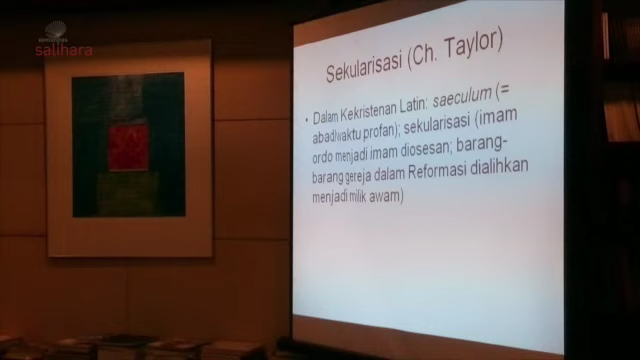 salihara
Sekularisasi (Ch. Taylor)
• Dalam Kekristenan Latin: saeculum (=
abad/waktu profan); sekularisasi (imam
ordo menjadi imam diosesan; barang-
barang gereja dalam Reformasi dialihkan
menjadi milik awam)